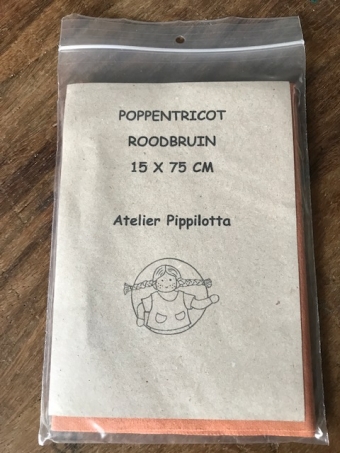 POPPENTRICOT
ROODBRUIN
15 X 75 CM
Atelier Pippilotta